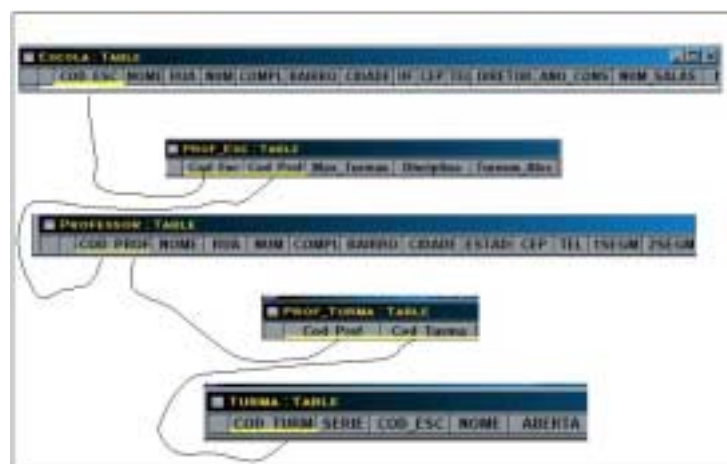 ESCOLA : TABLE
COD_ESC NOME RUA NUM COMPL BAIRRO CIDADE UF CEP TEL DIRETOR ANO_CONS NUM_SALAS
PROF_ESC : TABLE
Cod_Esc Cod_Prof Max_Turmas Disciplina
PROFESSOR : TABLE
COD_PROF NOME RUA NUM COMPL BAIRRO CIDADE ESTADO CEP TEL 1SEGM 2SEGM
PROF_TURMA : TABLE
Cod_Prof Cod_Turma
TURMA : TABLE
COD_TURM SERIE COD_ESC NOME ABERTA